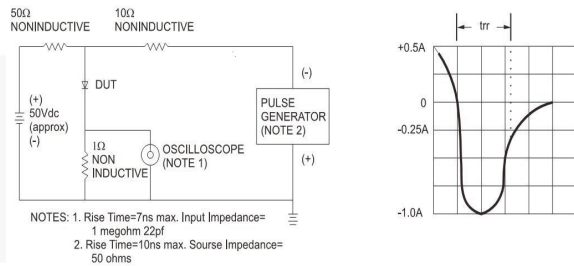 50Ω
NONINDUCTIVE
10Ω
NONINDUCTIVE
DUT
(+)
50Vdc
(approx)
(-)
1Ω
NON
INDUCTIVE
OSCILLOSCOPE
(NOTE 1)
(-)
PULSE
GENERATOR
(NOTE 2)
(+)
NOTES: 1. Rise Time=7ns max. Input Impedance=
1 megohm 22pf
2. Rise Time=10ns max. Sourse Impedance=
50 ohms
trr
+0.5A
0
-0.25A
-1.0A